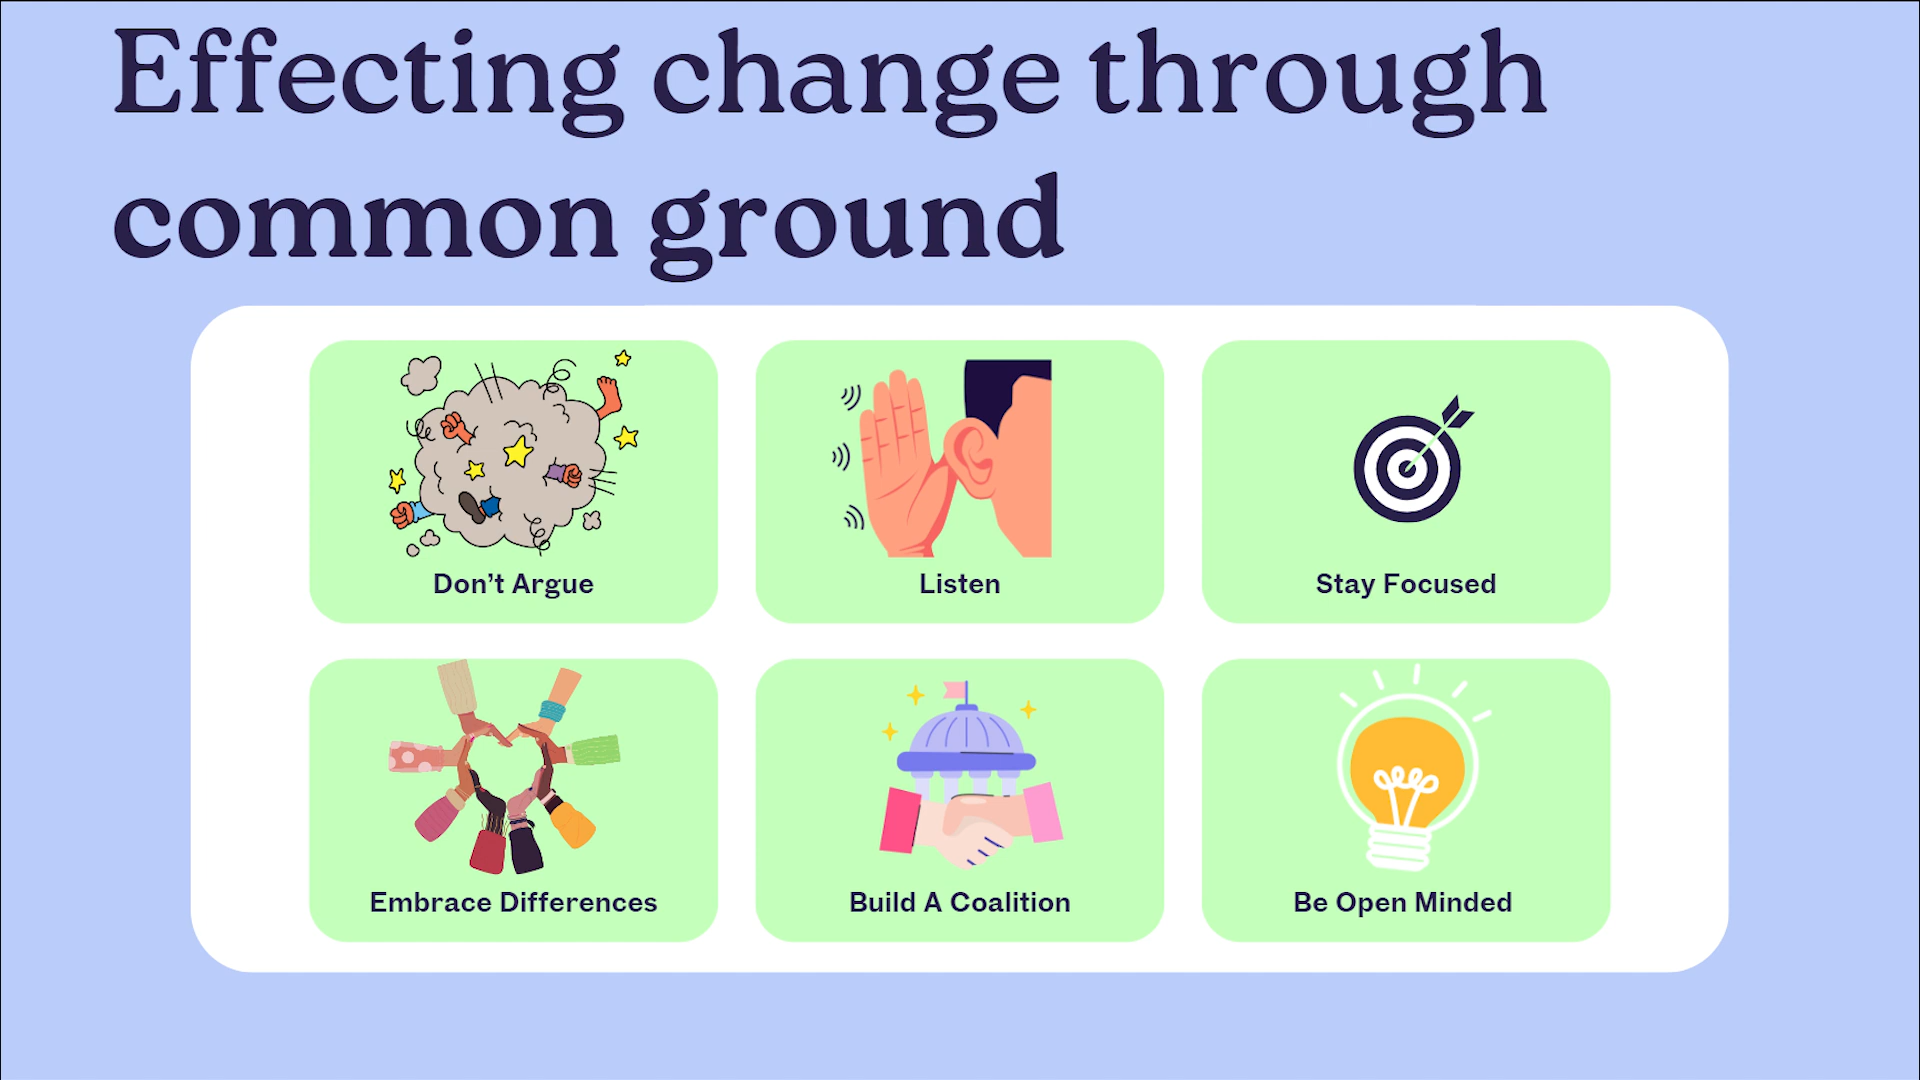 Effecting change through
common ground
Don’t Argue
Listen
Stay Focused
Embrace Differences
Build A Coalition
Be Open Minded